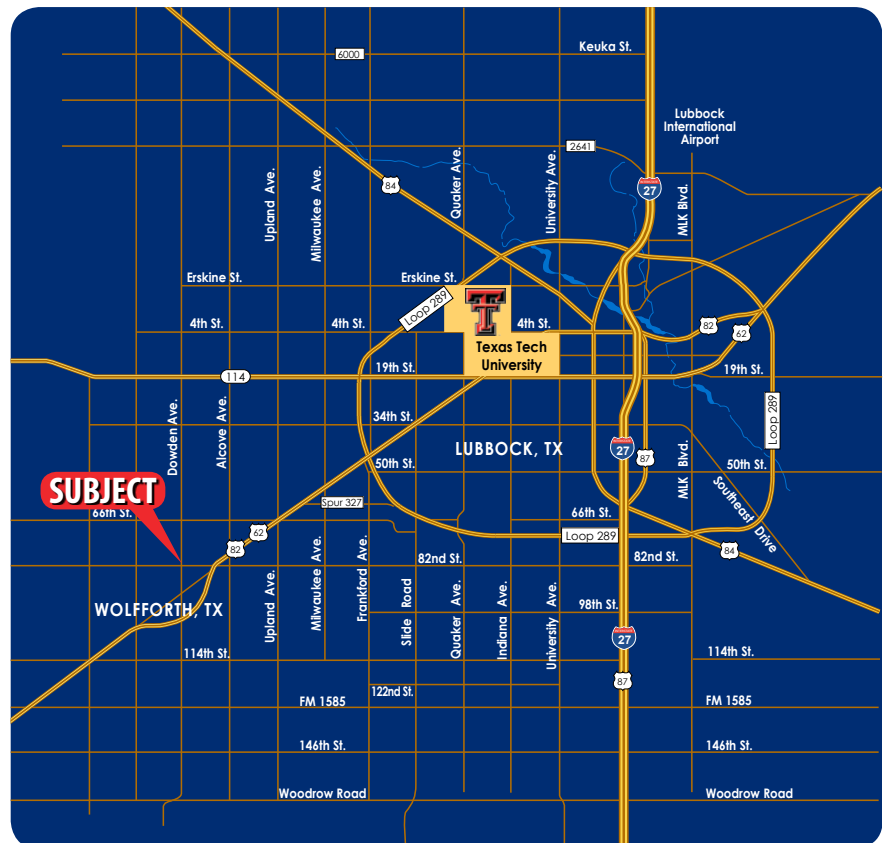 Keuka St.
6000
Lubbock
International
Airport
2641
Upland Ave.
Milwaukee Ave.
Quaker Ave.
University Ave.
MLK Blvd.
27
84
Erskine St.
Erskine St.
Loop 289
T
4th St.
4th St.
4th St.
82
62
Texas Tech
University
114
19th St.
19th St.
Dowden Ave.
Alcove Ave.
34th St.
LUBBOCK, TX
27
87
MLK Blvd.
Loop 289
50th St.
50th St.
SUBJECT
Spur 327
66th St.
66th St.
Southeast Drive
62
82
Loop 289
84
82nd St.
82nd St.
WOLFFORTH, TX
Upland Ave.
Milwaukee Ave.
Frankford Ave.
Slide Road
Quaker Ave.
Indiana Ave.
University Ave.
98th St.
27
114th St.
114th St.
87
122nd St.
FM 1585
FM 1585
146th St.
146th St.
Woodrow Road
Woodrow Road